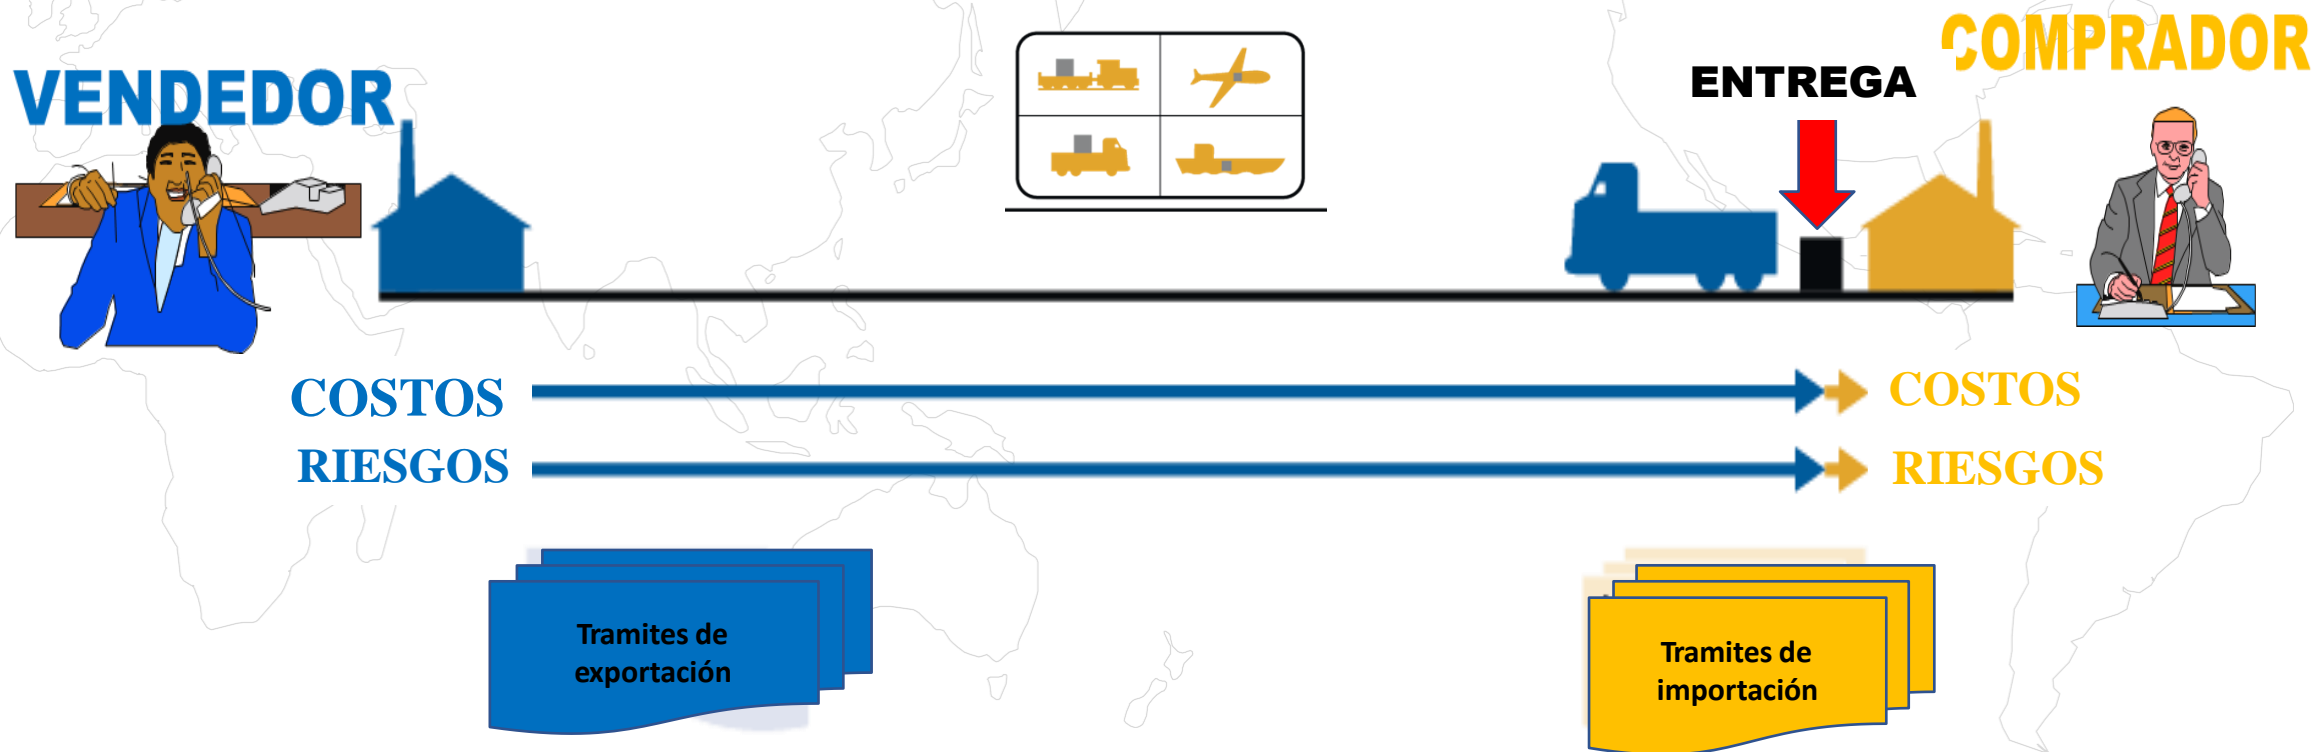 VENDEDOR
ENTREGA
COMPRADOR
COSTOS
COSTOS
RIESGOS
RIESGOS
Tramites de
exportación
Tramites de
importación